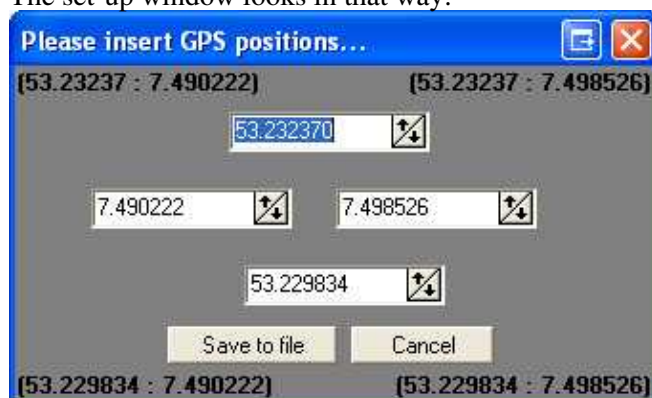 The set-up window looks in that way:
Please insert GPS positions...
(53.23237 : 7.490222) (53.23237 : 7.498526)
53.232370
7.490222 7.498526
53.229834
Save to file Cancel
(53.229834 : 7.490222) (53.229834 : 7.498526)